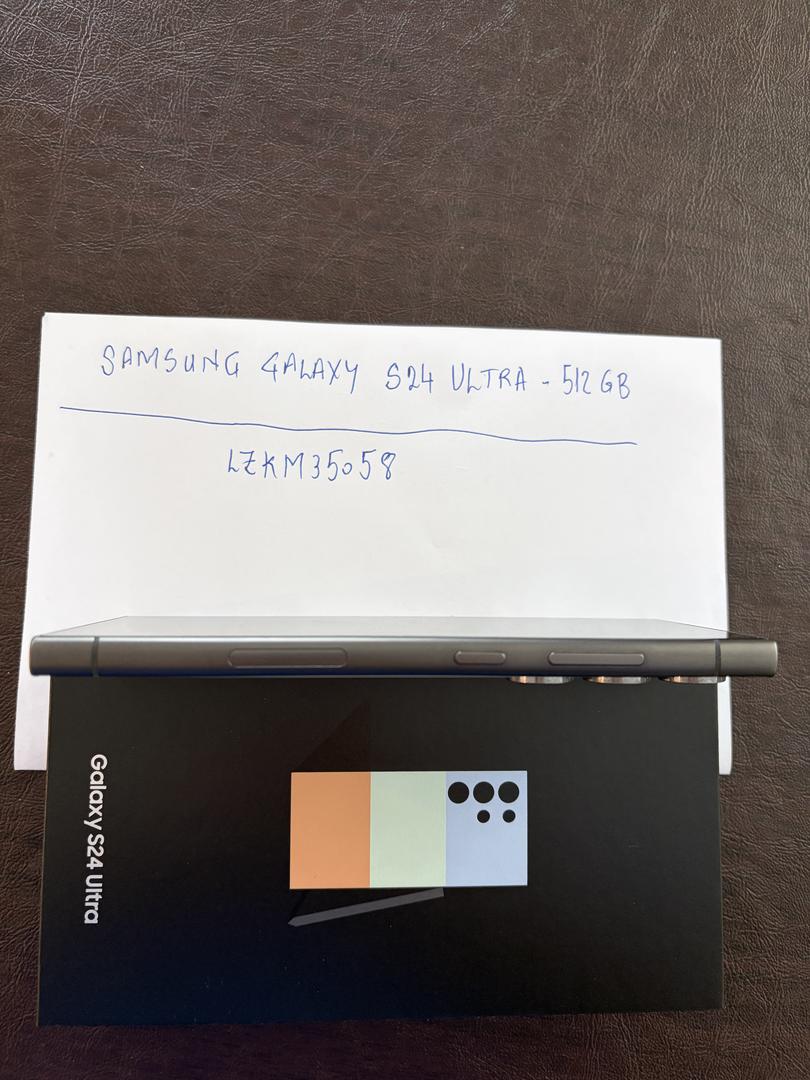 SAMSUNG GALAXY S24 ULTRA - 512 GB
LZKM35058
Galaxy S24 Ultra